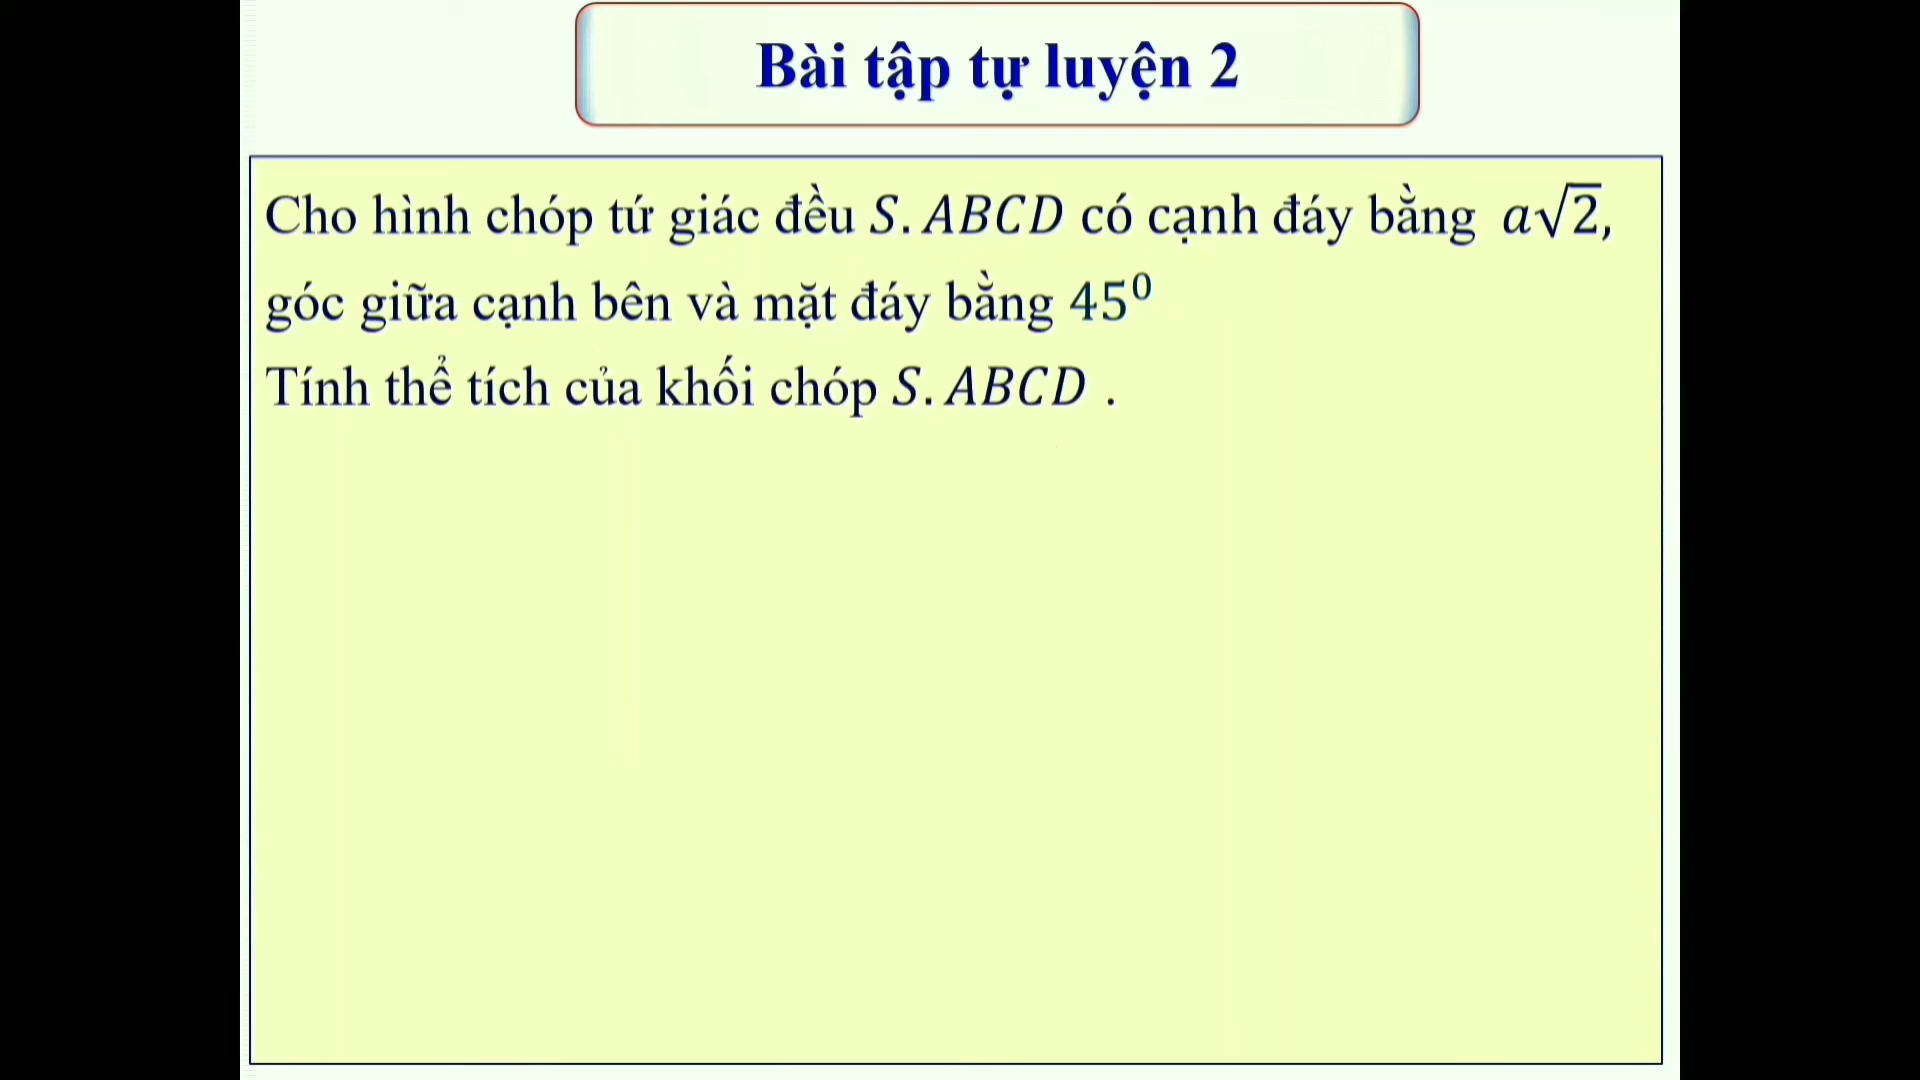 Bài tập tự luyện 2
Cho hình chóp tứ giác đều S.ABCD có cạnh đáy bằng a√2,
góc giữa cạnh bên và mặt đáy bằng 45⁰
Tính thể tích của khối chóp S.ABCD .